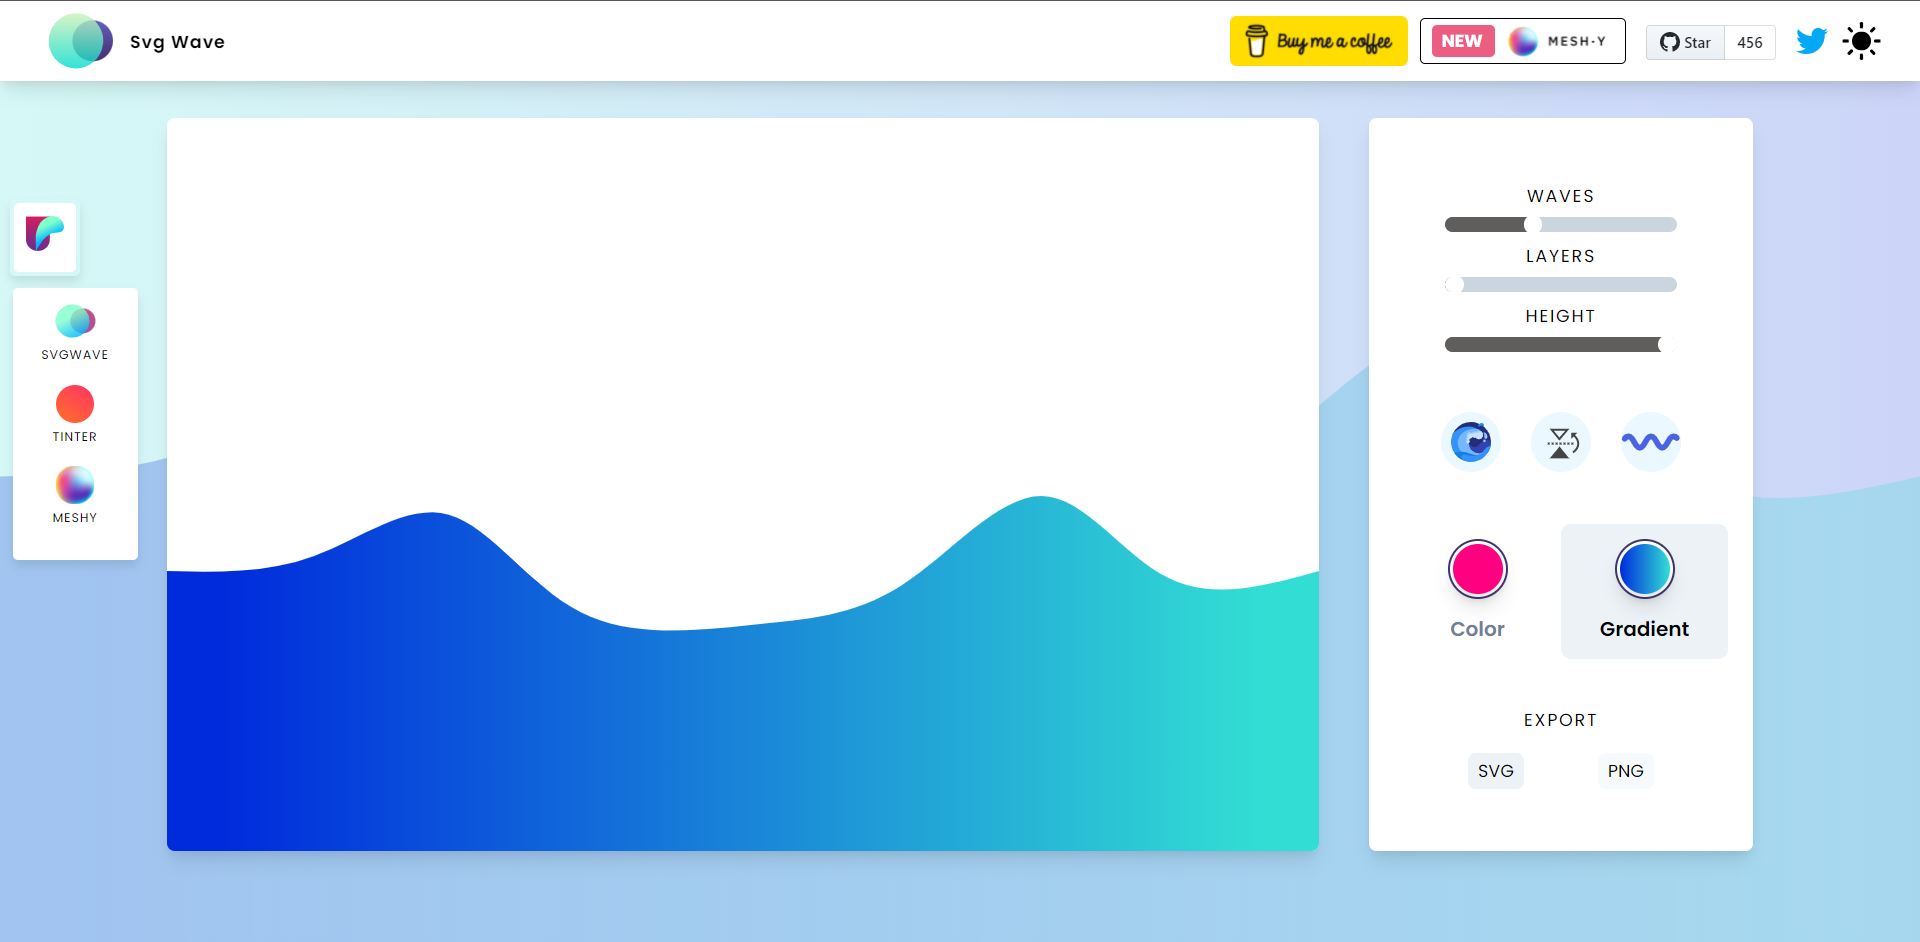 Svg Wave
Buy me a coffee
NEW MESH·Y
Star 456
SVGWAVE
TINTER
MESHY
WAVES
LAYERS
HEIGHT
Color
Gradient
EXPORT
SVG PNG